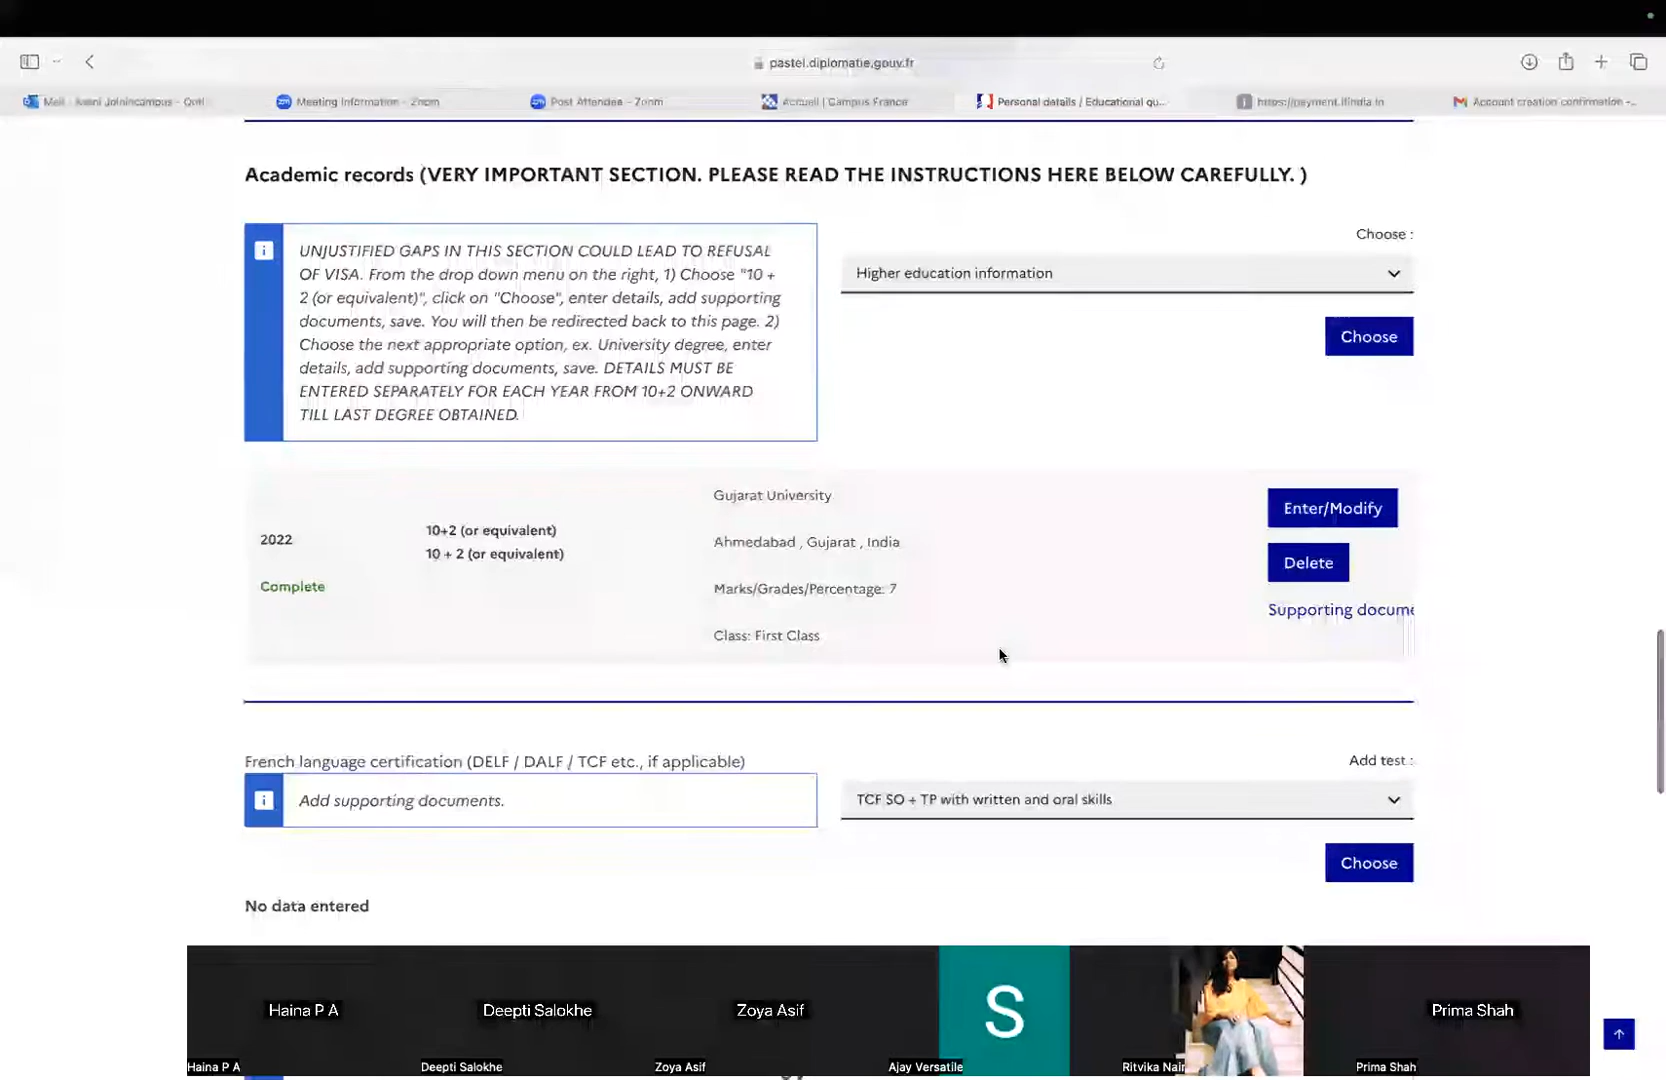 pastel.diplomatie.gouv.fr
Meeting Information - Zoom
Post Attendee - Zoom
Accueil | Campus France
Personal details / Educational qu...
https://payment.ifindia.in
Account creation confirmation -...
Academic records (VERY IMPORTANT SECTION. PLEASE READ THE INSTRUCTIONS HERE BELOW CAREFULLY. )
UNJUSTIFIED GAPS IN THIS SECTION COULD LEAD TO REFUSAL
OF VISA. From the drop down menu on the right, 1) Choose "10 +
2 (or equivalent)", click on "Choose", enter details, add supporting
documents, save. You will then be redirected back to this page. 2)
Choose the next appropriate option, ex. University degree, enter
details, add supporting documents, save. DETAILS MUST BE
ENTERED SEPARATELY FOR EACH YEAR FROM 10+2 ONWARD
TILL LAST DEGREE OBTAINED.
Choose :
Higher education information
Choose
2022
Complete
10+2 (or equivalent)
10 + 2 (or equivalent)
Gujarat University
Ahmedabad , Gujarat , India
Marks/Grades/Percentage: 7
Class: First Class
Enter/Modify
Delete
Supporting docume
French language certification (DELF / DALF / TCF etc., if applicable)
Add supporting documents.
Add test :
TCF SO + TP with written and oral skills
Choose
No data entered
Haina P A
Deepti Salokhe
Zoya Asif
S
Prima Shah
Haina P A
Deepti Salokhe
Zoya Asif
Ajay Versatile
Ritvika Nair
Prima Shah